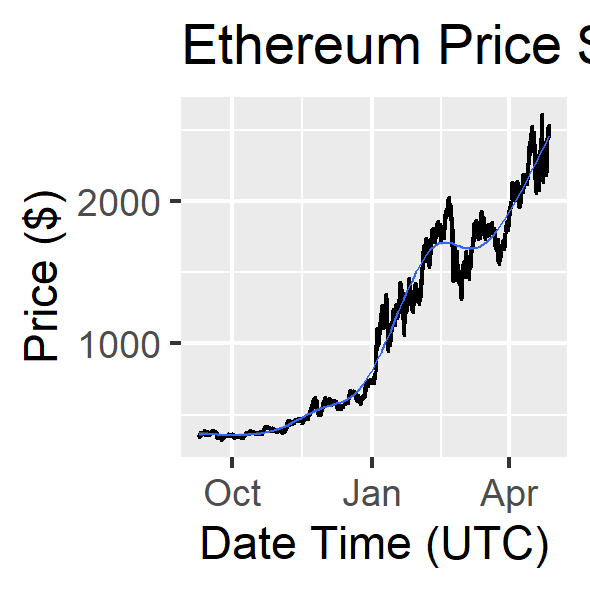 Ethereum Price
Price ($)
2000
1000
Oct Jan Apr
Date Time (UTC)